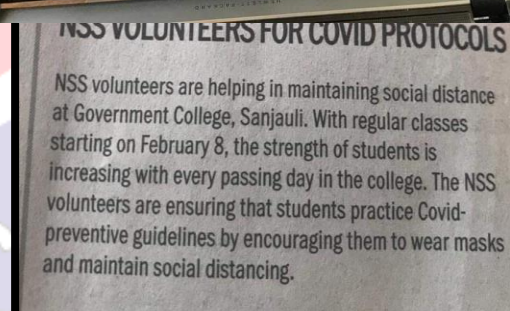 NSS VOLUNTEERS FOR COVID PROTOCOLS
NSS volunteers are helping in maintaining social distance
at Government College, Sanjauli. With regular classes
starting on February 8, the strength of students is
increasing with every passing day in the college. The NSS
volunteers are ensuring that students practice Covid-
preventive guidelines by encouraging them to wear masks
and maintain social distancing.